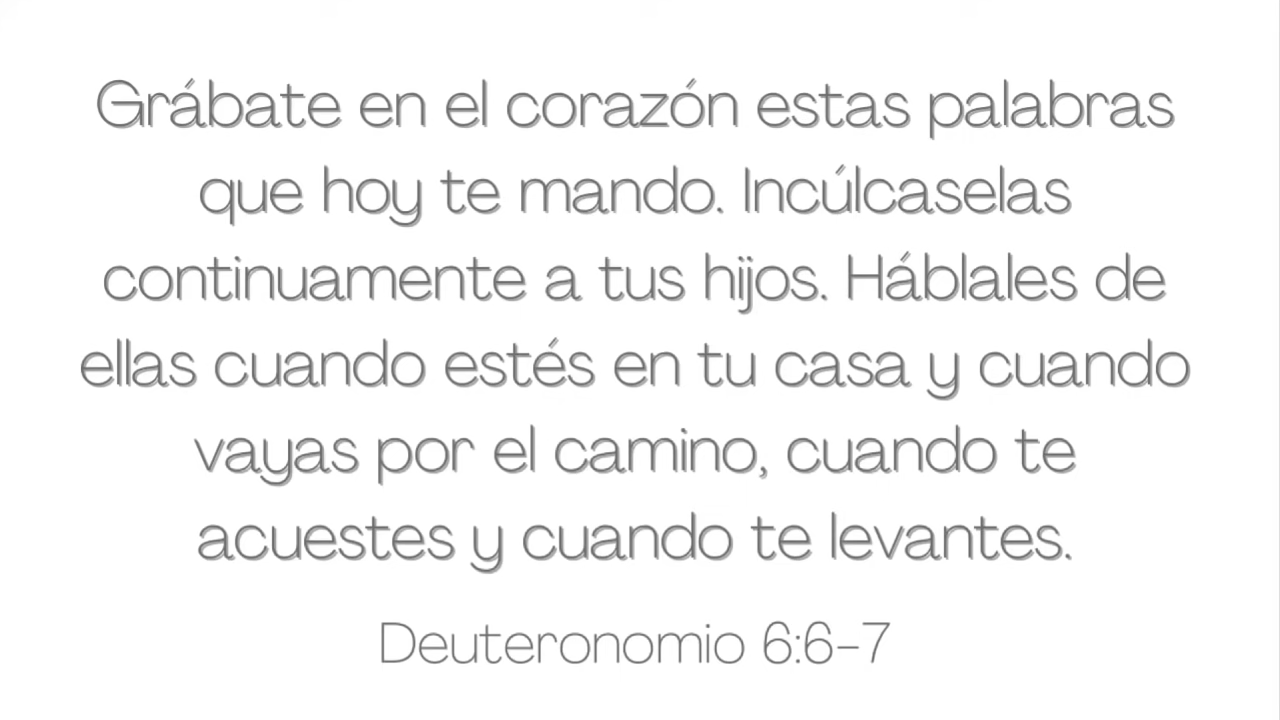 Grábate en el corazón estas palabras
que hoy te mando. Incúlcaselas
continuamente a tus hijos. Háblales de
ellas cuando estés en tu casa y cuando
vayas por el camino, cuando te
acuestes y cuando te levantes.
Deuteronomio 6:6-7